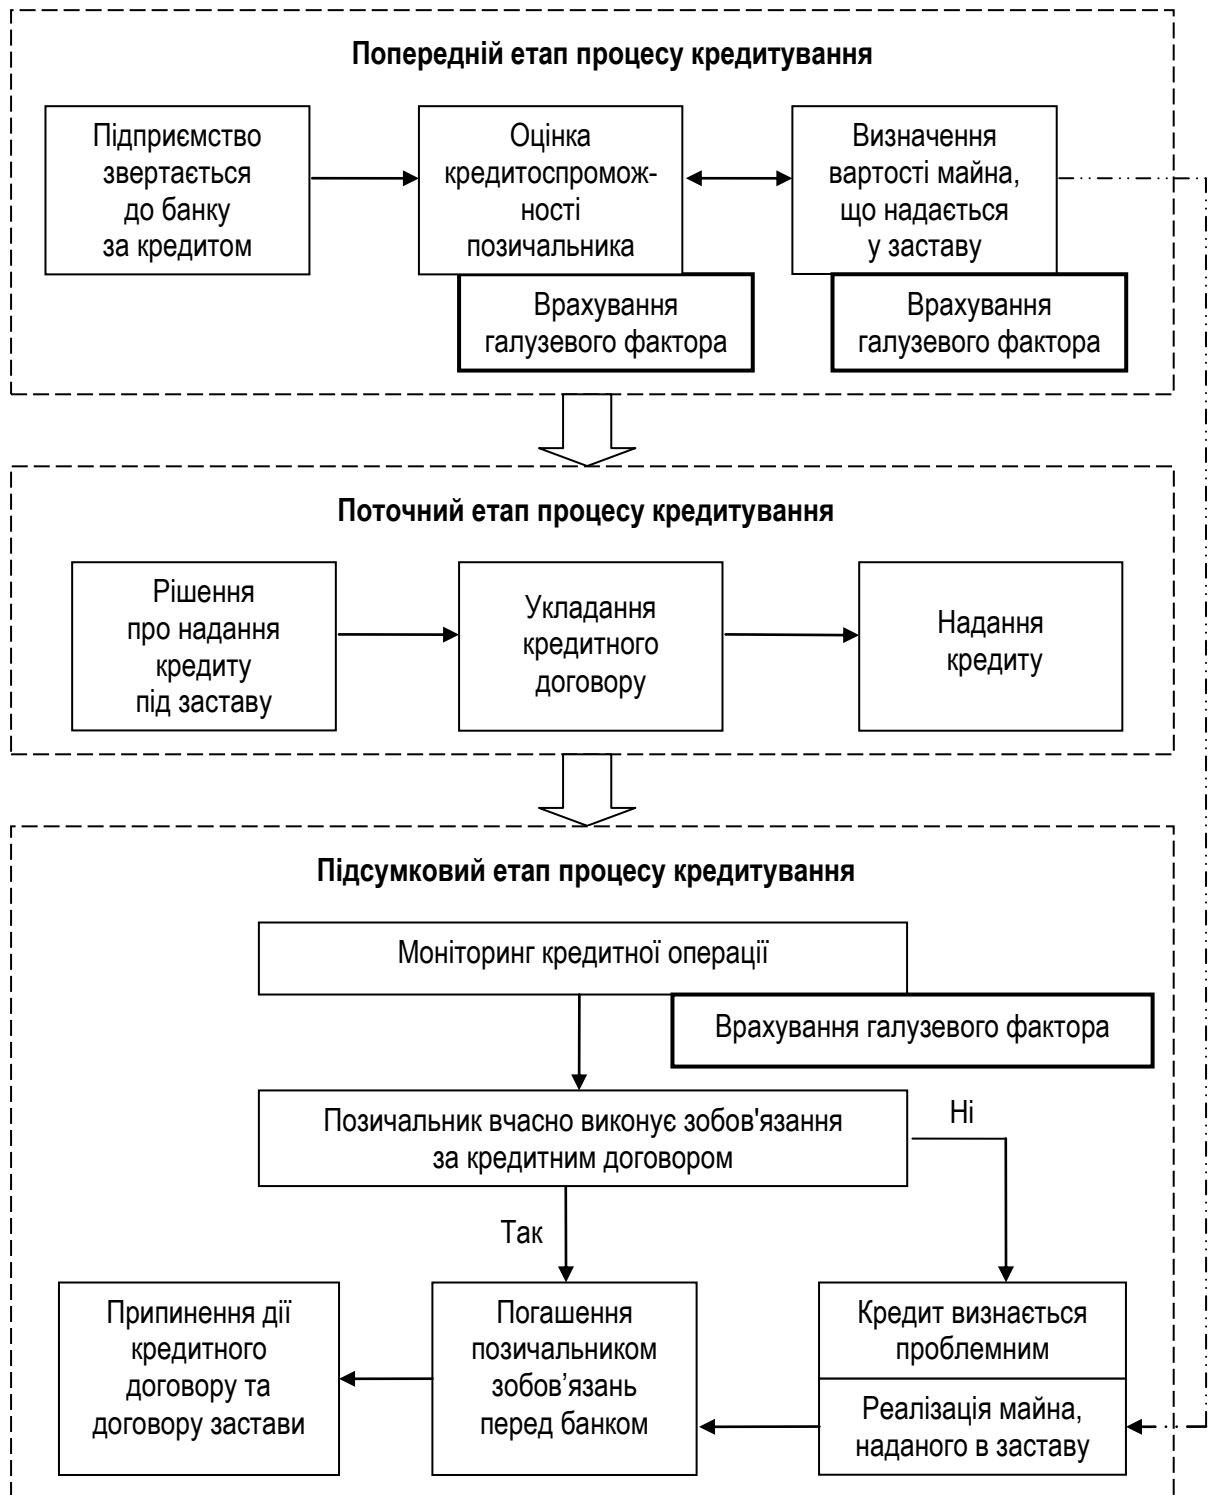 Попередній етап процесу кредитування
Підприємство
звертається
до банку
за кредитом
Оцінка
кредитоспромож-
ності
позичальника
Визначення
вартості майна,
що надається
у заставу
Врахування
галузевого фактора
Врахування
галузевого фактора
Поточний етап процесу кредитування
Рішення
про надання
кредиту
під заставу
Укладання
кредитного
договору
Надання
кредиту
Підсумковий етап процесу кредитування
Моніторинг кредитної операції
Врахування галузевого фактора
Позичальник вчасно виконує зобов'язання
за кредитним договором
Ні
Так
Припинення дії
кредитного
договору та
договору застави
Погашення
позичальником
зобов’язань
перед банком
Кредит визнається
проблемним
Реалізація майна,
наданого в заставу